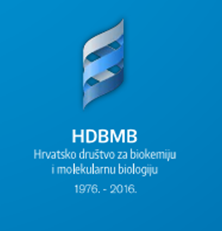 HDBMB
Hrvatsko društvo za biokemiju
i molekularnu biologiju
1976. - 2016.